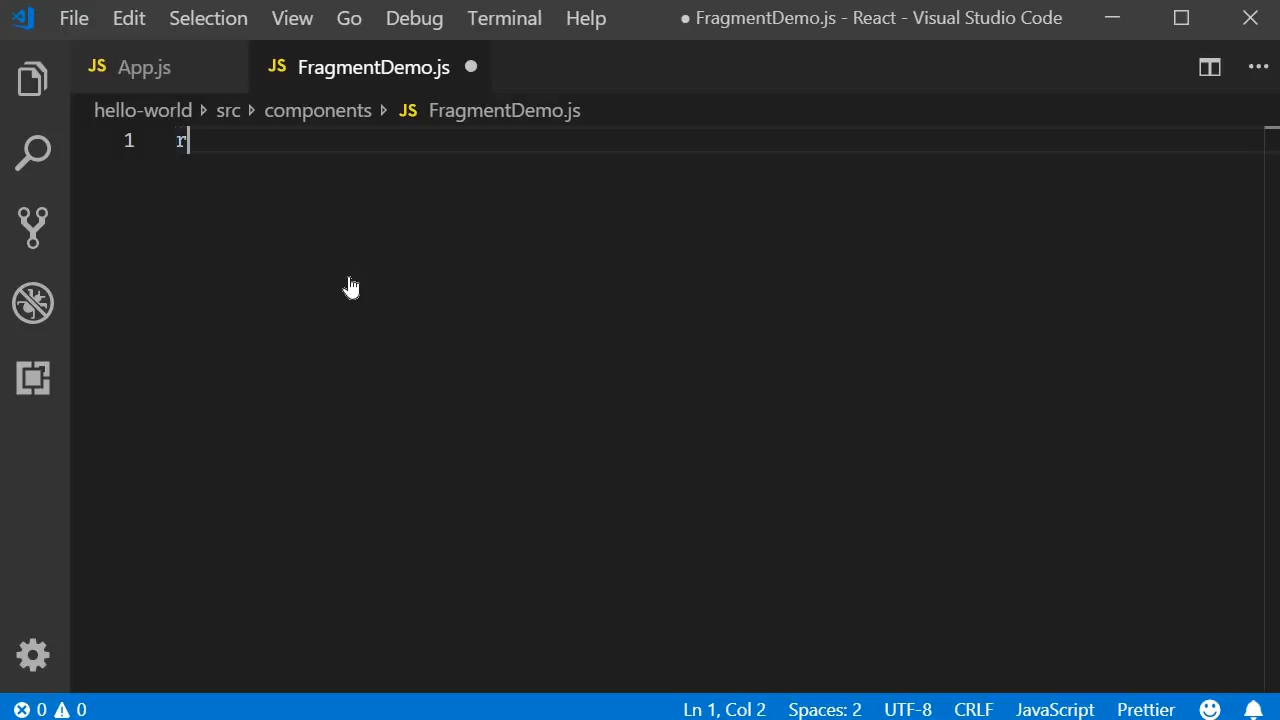 File Edit Selection View Go Debug Terminal Help ● FragmentDemo.js - React - Visual Studio Code
JS App.js JS FragmentDemo.js
hello-world src components JS FragmentDemo.js
1 r
0 0 Ln 1, Col 2 Spaces: 2 UTF-8 CRLF JavaScript Prettier